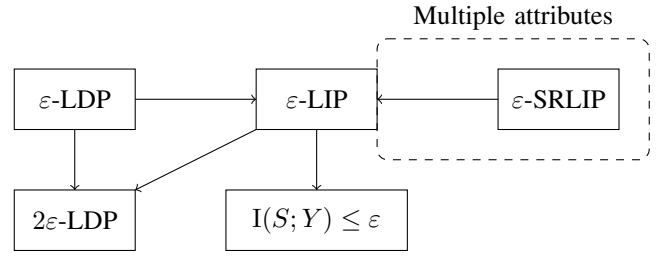 Multiple attributes
ε-LDP
ε-LIP
ε-SRLIP
2ε-LDP
I(S; Y) ≤ ε